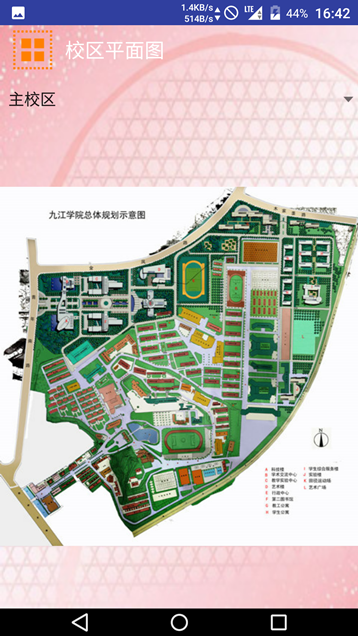 1.4KB/s
514B/s
LTE
44%
16:42
校区平面图
主校区
九江学院总体规划示意图
A 科技楼
B 学术交流中心
C 教学实验中心
D 艺术楼
E 行政中心
F 第二图书馆
G 教工公寓
H 学生公寓
I 学生综合服务楼
J 实验楼
K 田径运动场
L 艺术广场